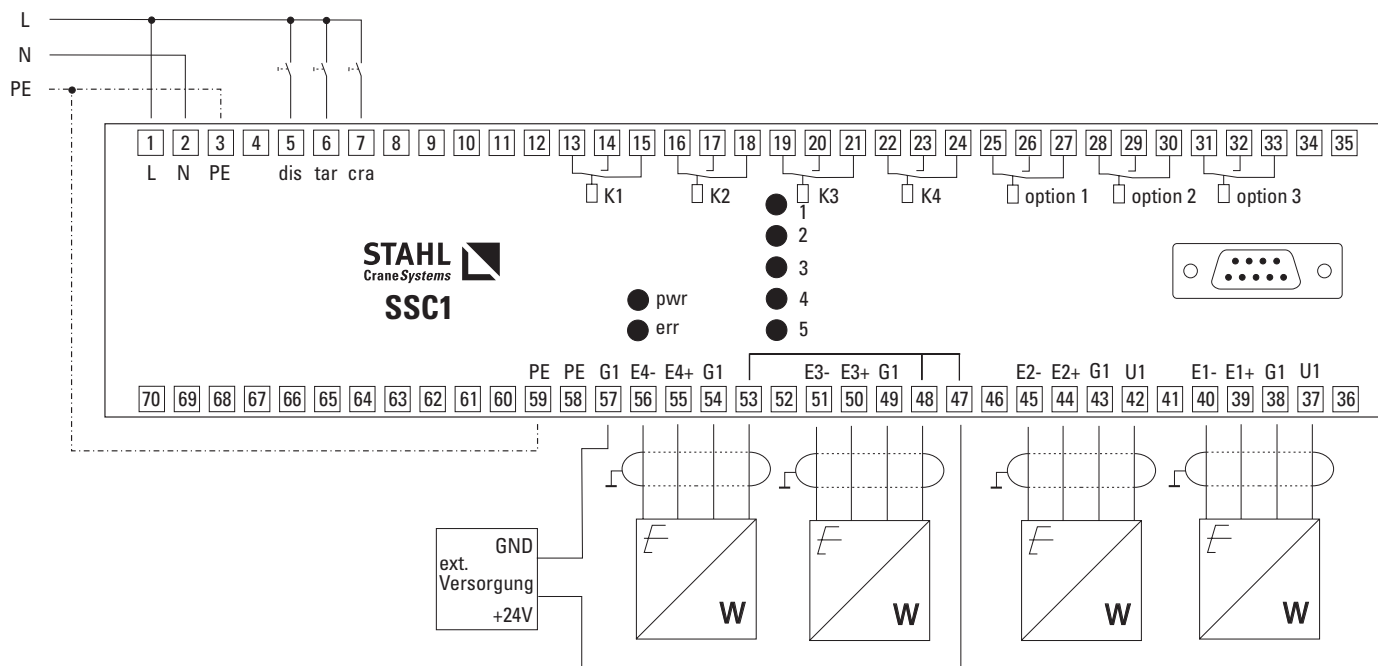 L
N
PE
1 2 3 4 5 6 7 8 9 10 11 12 13 14 15 16 17 18 19 20 21 22 23 24 25 26 27 28 29 30 31 32 33 34 35
L N PE dis tar cra
K1 K2 K3 K4 option 1 option 2 option 3
1
2
3
4
5
STAHL
CraneSystems
SSC1
pwr
err
PE PE G1 E4- E4+ G1 E3- E3+ G1 E2- E2+ G1 U1 E1- E1+ G1 U1
70 69 68 67 66 65 64 63 62 61 60 59 58 57 56 55 54 53 52 51 50 49 48 47 46 45 44 43 42 41 40 39 38 37 36
GND
ext.
Versorgung
+24V
W W W W